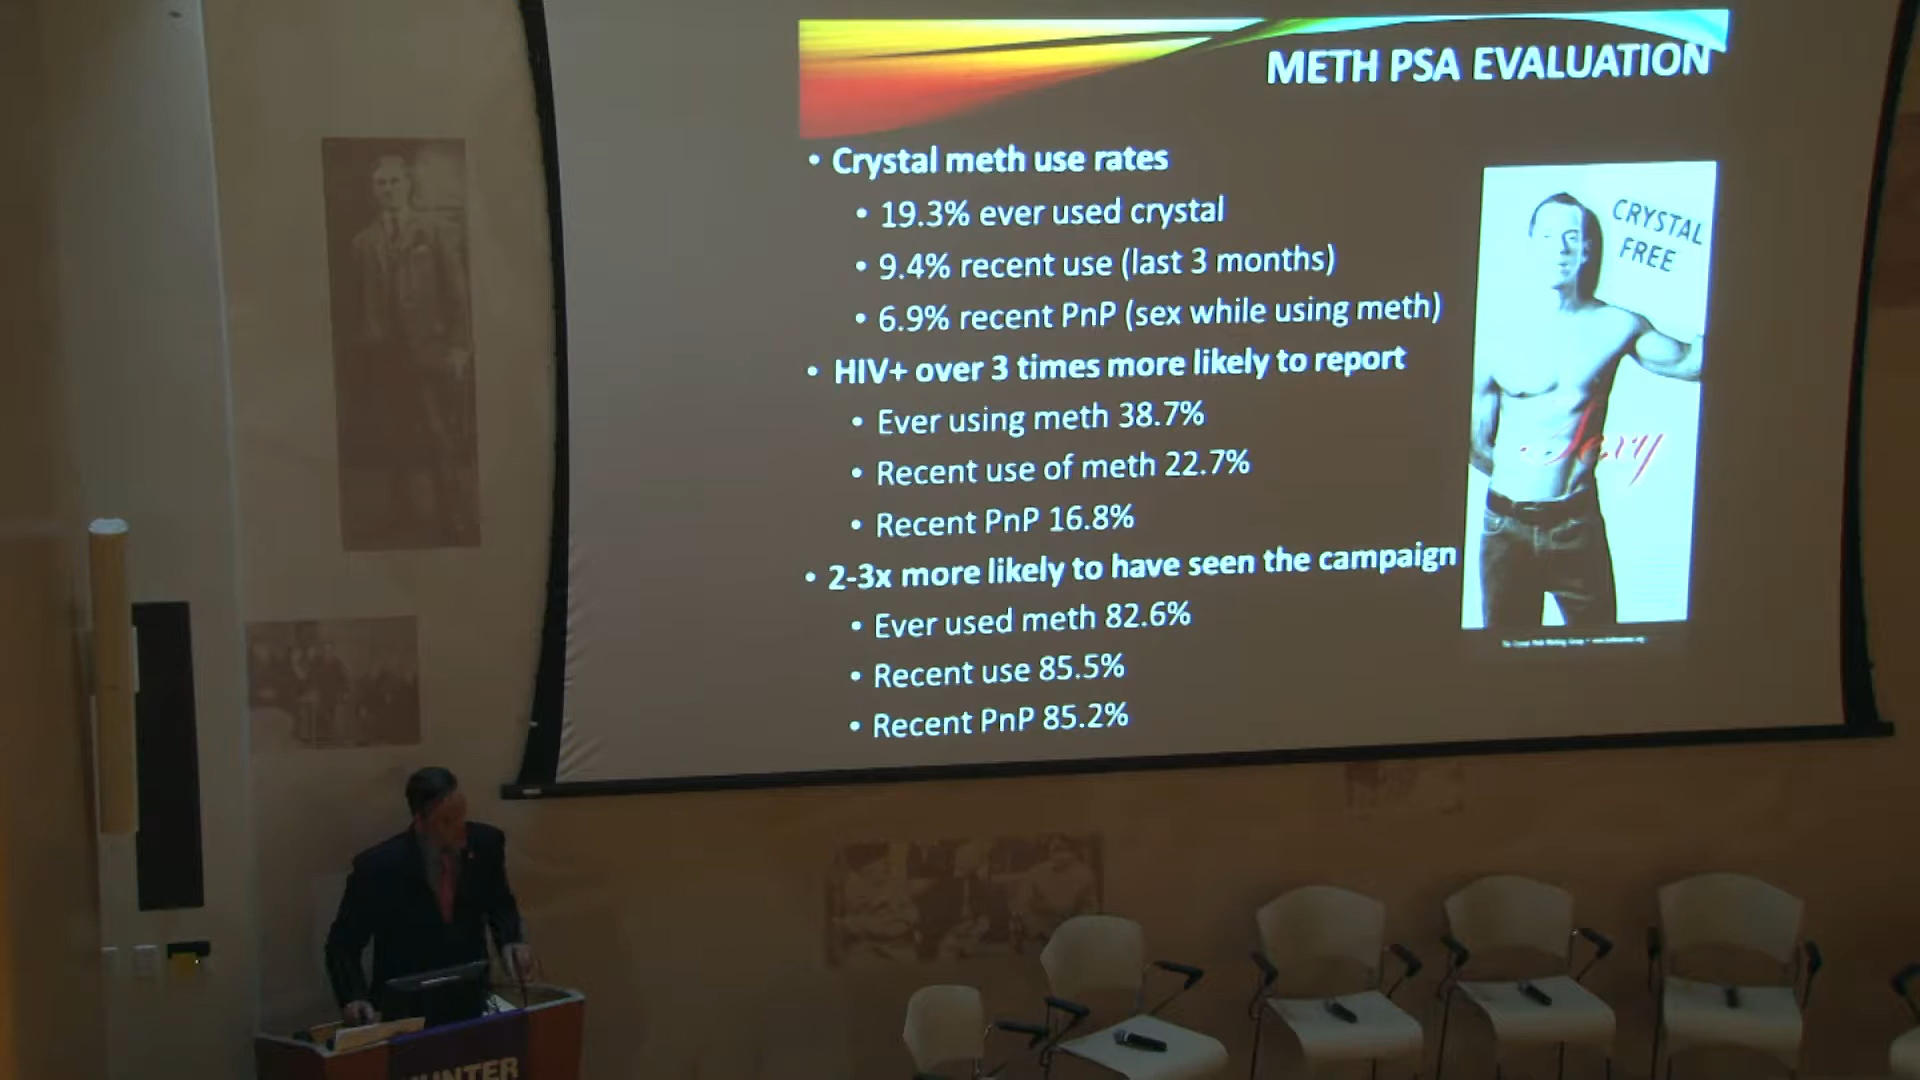 METH PSA EVALUATION
• Crystal meth use rates
• 19.3% ever used crystal
• 9.4% recent use (last 3 months)
• 6.9% recent PnP (sex while using meth)
• HIV+ over 3 times more likely to report
• Ever using meth 38.7%
• Recent use of meth 22.7%
• Recent PnP 16.8%
• 2-3x more likely to have seen the campaign
• Ever used meth 82.6%
• Recent use 85.5%
• Recent PnP 85.2%
CRYSTAL
FREE
Sexy
HUNTER